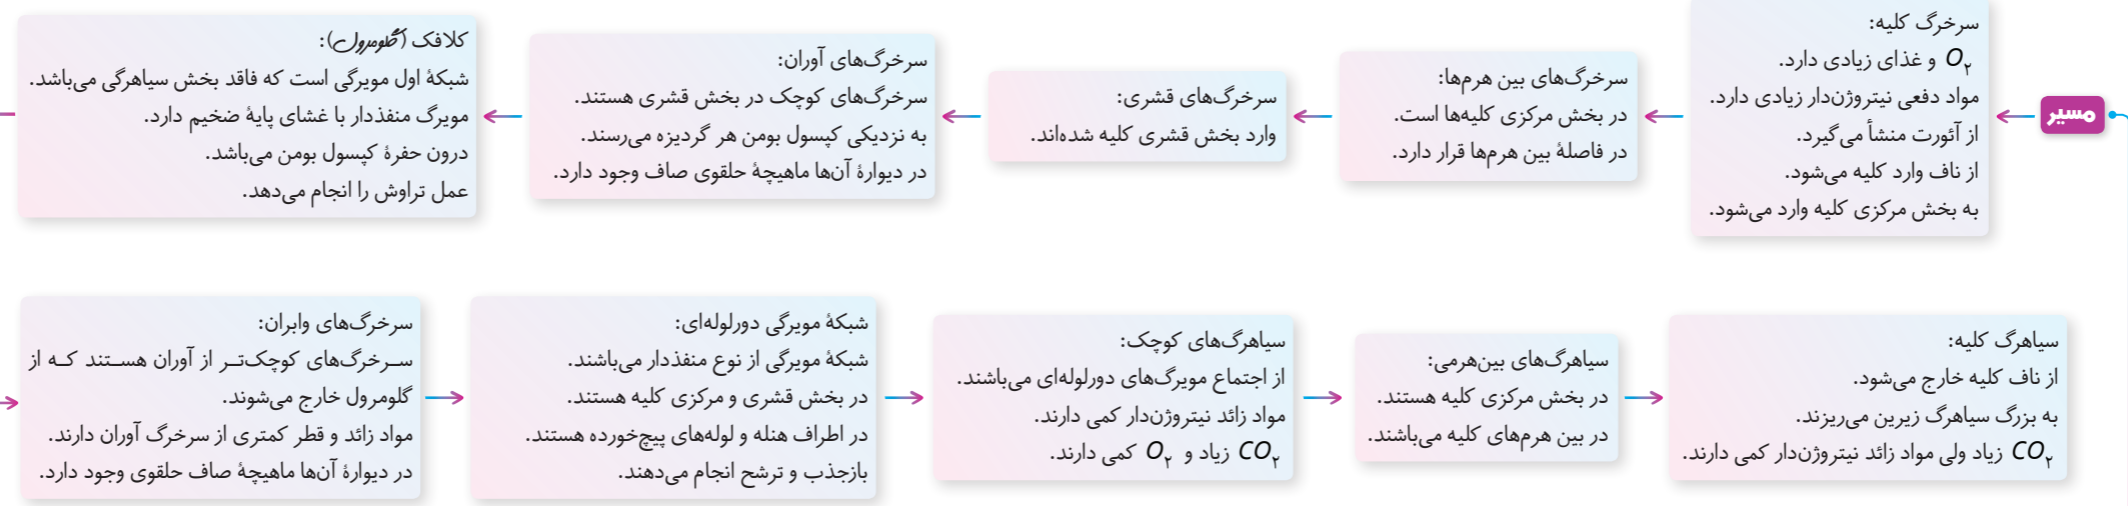 مسیر
سرخرگ کلیه:
O₂ و غذای زیادی دارد.
مواد دفعی نیتروژن‌دار زیادی دارد.
از آئورت منشأ می‌گیرد.
از ناف وارد کلیه می‌شود.
به بخش مرکزی کلیه وارد می‌شود.
سرخرگ‌های بین هرم‌ها:
در بخش مرکزی کلیه‌ها است.
در فاصلهٔ بین هرم‌ها قرار دارد.
سرخرگ‌های قشری:
وارد بخش قشری کلیه شده‌اند.
سرخرگ‌های آوران:
سرخرگ‌های کوچک در بخش قشری هستند.
به نزدیکی کپسول بومن هر گردیزه می‌رسند.
در دیوارهٔ آن‌ها ماهیچهٔ حلقوی صاف وجود دارد.
کلافک (گلومرول):
شبکهٔ اول مویرگی است که فاقد بخش سیاهرگی می‌باشد.
مویرگ منفذدار با غشای پایهٔ ضخیم دارد.
درون حفرهٔ کپسول بومن می‌باشد.
عمل تراوش را انجام می‌دهد.
سرخرگ‌های وابران:
سرخرگ‌های کوچک‌تر از آوران هستند که از
گلومرول خارج می‌شوند.
مواد زائد و قطر کمتری از سرخرگ آوران دارند.
در دیوارهٔ آن‌ها ماهیچهٔ صاف حلقوی وجود دارد.
شبکهٔ مویرگی دورلوله‌ای:
شبکهٔ مویرگی از نوع منفذدار می‌باشند.
در بخش قشری و مرکزی کلیه هستند.
در اطراف هنله و لوله‌های پیچ‌خورده هستند.
بازجذب و ترشح انجام می‌دهند.
سیاهرگ‌های کوچک:
از اجتماع مویرگ‌های دورلوله‌ای می‌باشند.
مواد زائد نیتروژن‌دار کمی دارند.
CO₂ زیاد و O₂ کمی دارند.
سیاهرگ‌های بین‌هرمی:
در بخش مرکزی کلیه هستند.
در بین هرم‌های کلیه می‌باشند.
سیاهرگ کلیه:
از ناف کلیه خارج می‌شود.
به بزرگ سیاهرگ زیرین می‌ریزند.
CO₂ زیاد ولی مواد زائد نیتروژن‌دار کمی دارند.